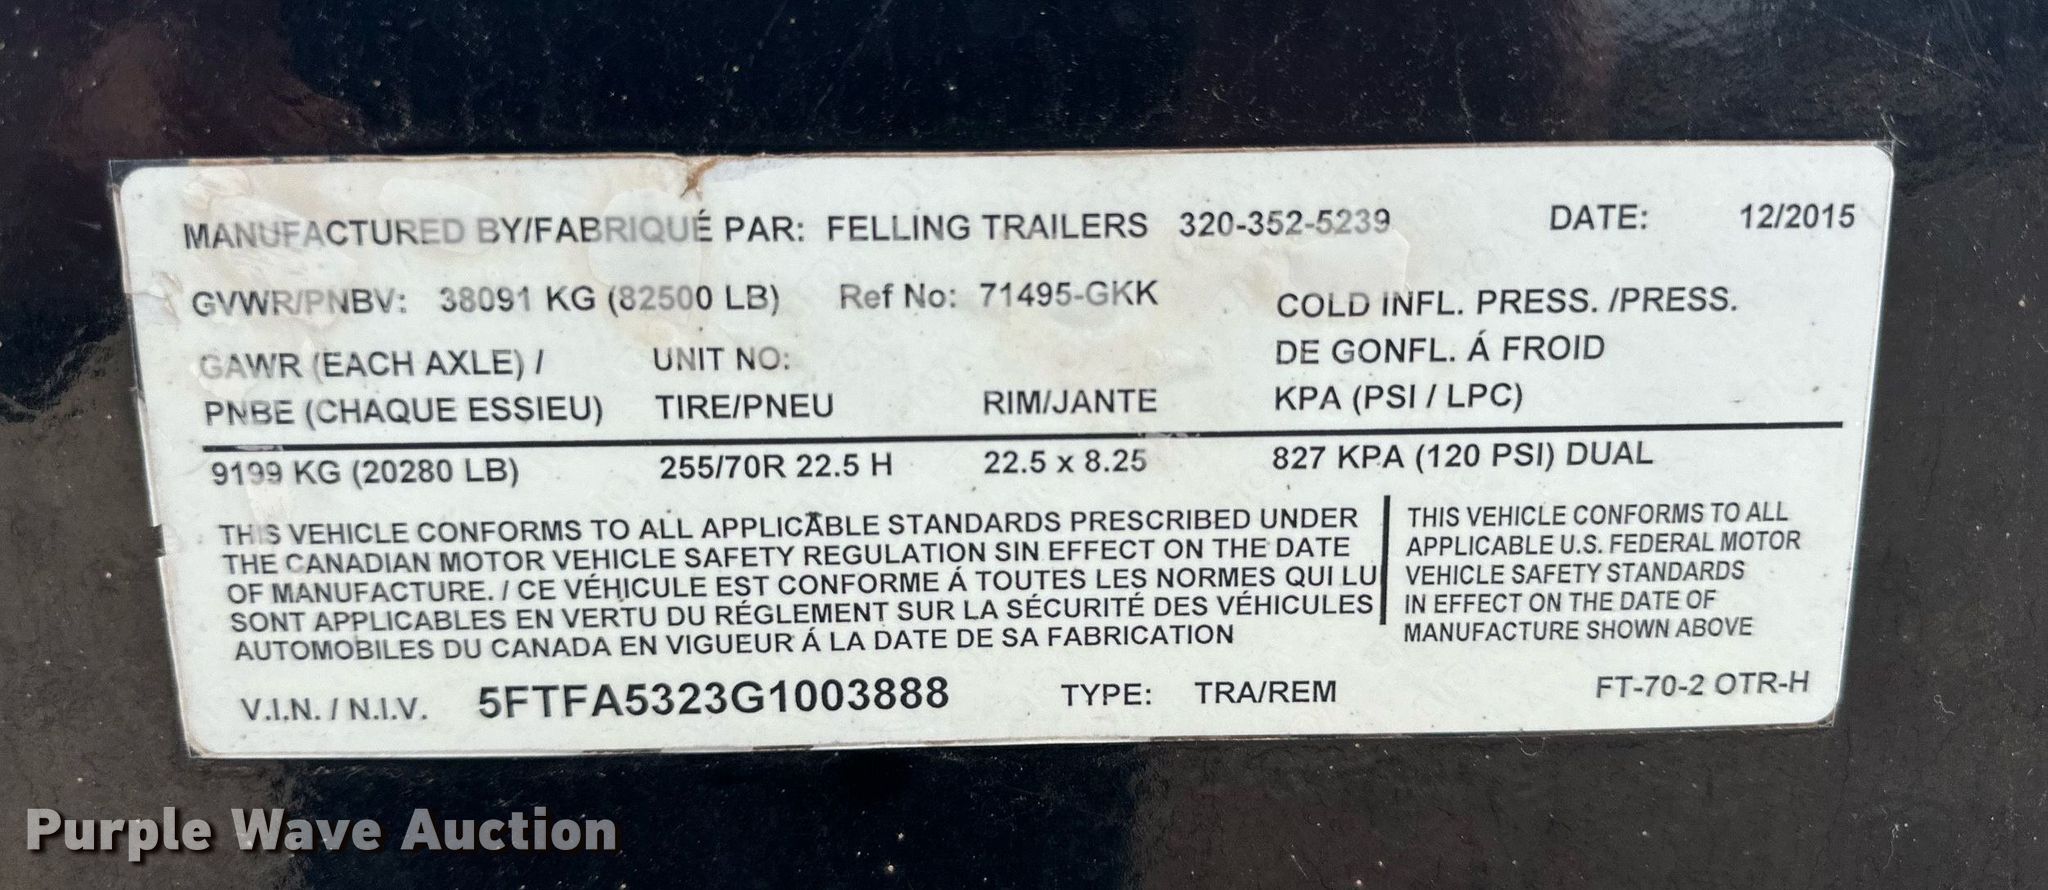 MANUFACTURED BY/FABRIQUÉ PAR: FELLING TRAILERS 320-352-5239 DATE: 12/2015
GVWR/PNBV: 38091 KG (82500 LB) Ref No: 71495-GKK COLD INFL. PRESS. /PRESS.
GAWR (EACH AXLE) / UNIT NO: DE GONFL. Á FROID
PNBE (CHAQUE ESSIEU) TIRE/PNEU RIM/JANTE KPA (PSI / LPC)
9199 KG (20280 LB) 255/70R 22.5 H 22.5 x 8.25 827 KPA (120 PSI) DUAL
THIS VEHICLE CONFORMS TO ALL APPLICABLE STANDARDS PRESCRIBED UNDER
THE CANADIAN MOTOR VEHICLE SAFETY REGULATION SIN EFFECT ON THE DATE
OF MANUFACTURE. / CE VÉHICULE EST CONFORME Á TOUTES LES NORMES QUI LU
SONT APPLICABLES EN VERTU DU RÉGLEMENT SUR LA SÉCURITÉ DES VÉHICULES
AUTOMOBILES DU CANADA EN VIGUEUR Á LA DATE DE SA FABRICATION
THIS VEHICLE CONFORMS TO ALL
APPLICABLE U.S. FEDERAL MOTOR
VEHICLE SAFETY STANDARDS
IN EFFECT ON THE DATE OF
MANUFACTURE SHOWN ABOVE
V.I.N. / N.I.V. 5FTFA5323G1003888 TYPE: TRA/REM FT-70-2 OTR-H
Purple Wave Auction